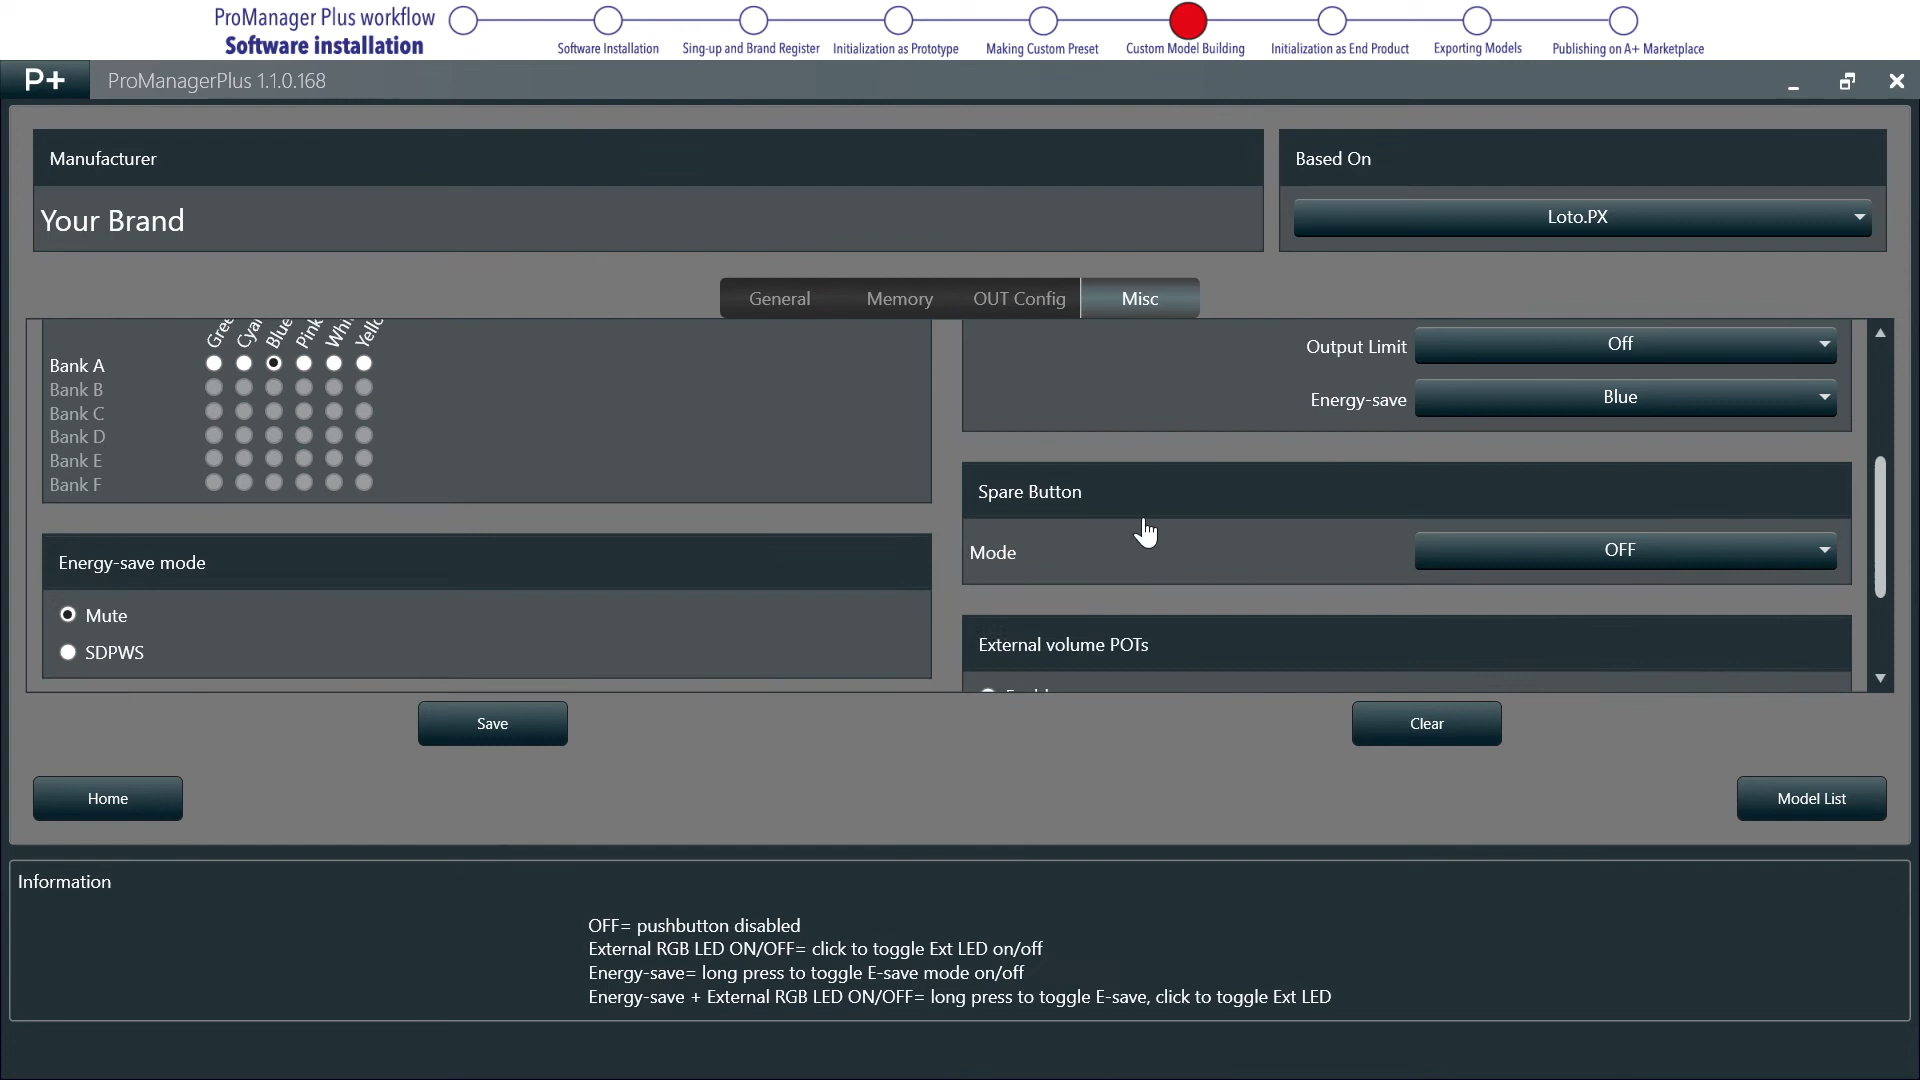 ProManager Plus workflow
Software installation
Software Installation
Sing-up and Brand Register
Initialization as Prototype
Making Custom Preset
Custom Model Building
Initialization as End Product
Exporting Models
Publishing on A+ Marketplace
P+
ProManagerPlus 1.1.0.168
Manufacturer
Based On
Your Brand
Loto.PX
General
Memory
OUT Config
Misc
Blue
Pink
Bank A
Bank B
Bank C
Bank D
Bank E
Bank F
Energy-save mode
Mute
SDPWS
Output Limit
Off
Energy-save
Blue
Spare Button
Mode
OFF
External volume POTs
Save
Clear
Home
Model List
Information
OFF= pushbutton disabled
External RGB LED ON/OFF= click to toggle Ext LED on/off
Energy-save= long press to toggle E-save mode on/off
Energy-save + External RGB LED ON/OFF= long press to toggle E-save, click to toggle Ext LED